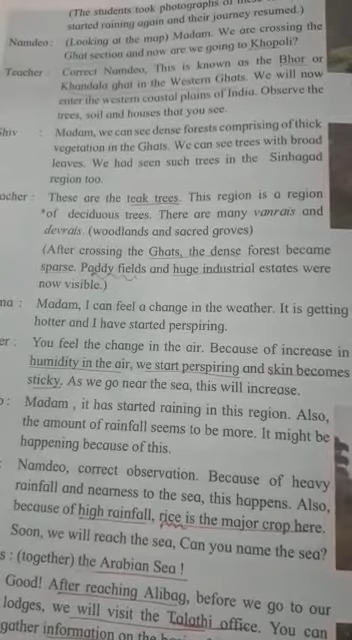 (The students took photographs of these
started raining again and their journey resumed.)
Namdeo : (Looking at the map) Madam. We are crossing the
Ghat section and now are we going to Khopoli?
Teacher : Correct Namdeo, This is known as the Bhor or
Khandala ghat in the Western Ghats. We will now
enter the western coastal plains of India. Observe the
trees, soil and houses that you see.
Shiv : Madam, we can see dense forests comprising of thick
vegetation in the Ghats. We can see trees with broad
leaves. We had seen such trees in the Sinhagad
region too.
acher : These are the teak trees. This region is a region
of deciduous trees. There are many vanrais and
devrais. (woodlands and sacred groves)
(After crossing the Ghats, the dense forest became
sparse. Paddy fields and huge industrial estates were
now visible.)
na : Madam, I can feel a change in the weather. It is getting
hotter and I have started perspiring.
er : You feel the change in the air. Because of increase in
humidity in the air, we start perspiring and skin becomes
sticky. As we go near the sea, this will increase.
: Madam , it has started raining in this region. Also,
the amount of rainfall seems to be more. It might be
happening because of this.
: Namdeo, correct observation. Because of heavy
rainfall and nearness to the sea, this happens. Also,
because of high rainfall, rice is the major crop here.
Soon, we will reach the sea, Can you name the sea?
s : (together) the Arabian Sea !
Good! After reaching Alibag, before we go to our
lodges, we will visit the Talathi office. You can
gather information on the